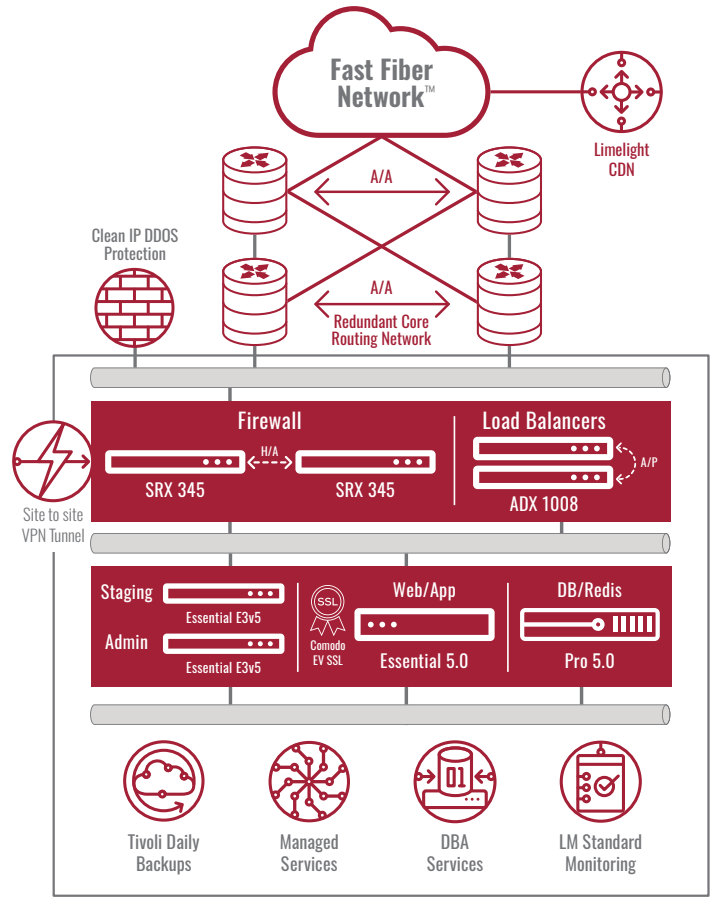 Fast Fiber
Network™
Limelight
CDN
A/A
Clean IP DDOS
Protection
A/A
Redundant Core
Routing Network
Firewall
Load Balancers
H/A
SRX 345
SRX 345
A/P
ADX 1008
Site to site
VPN Tunnel
Staging
Essential E3v5
Admin
Essential E3v5
SSL
Comodo
EV SSL
Web/App
Essential 5.0
DB/Redis
Pro 5.0
Tivoli Daily
Backups
Managed
Services
01
DBA
Services
LM Standard
Monitoring